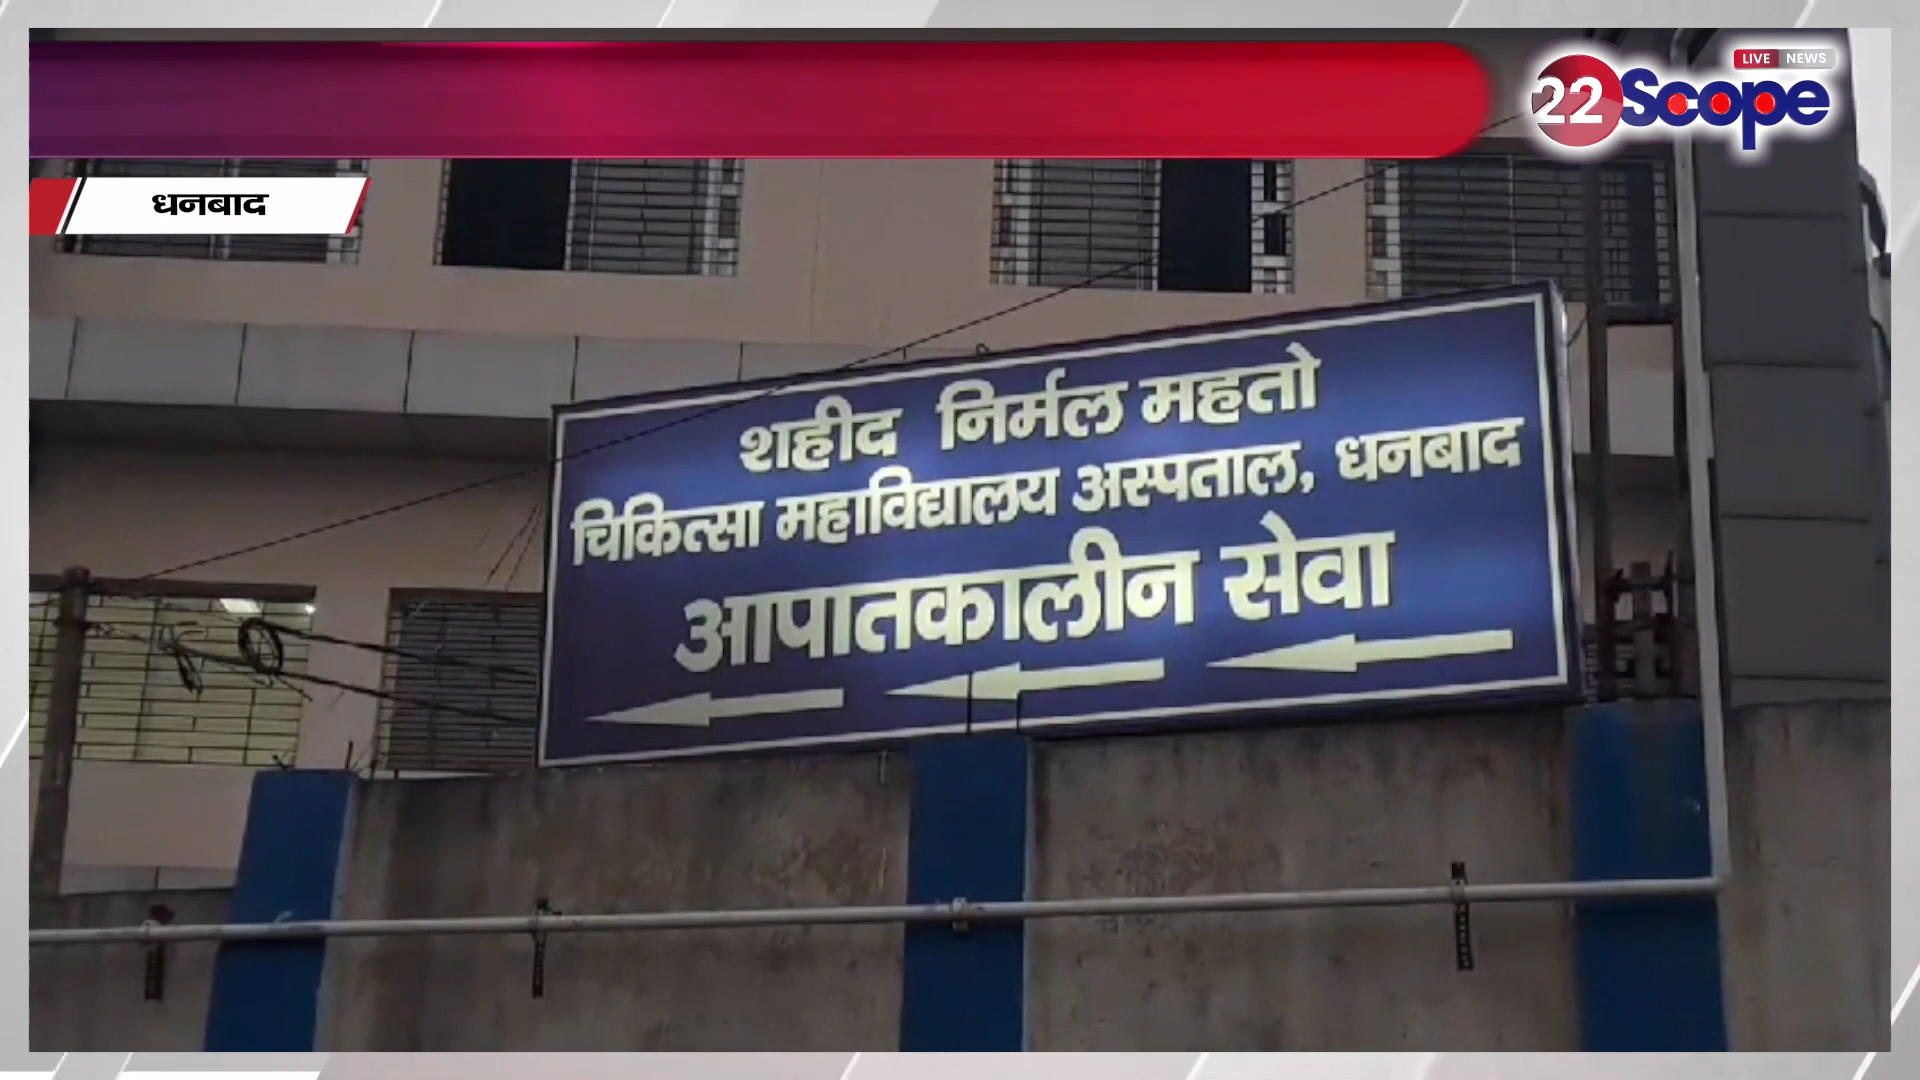 LIVE NEWS
22Scope
धनबाद
शहीद निर्मल महतो
चिकित्सा महाविद्यालय अस्पताल, धनबाद
आपातकालीन सेवा